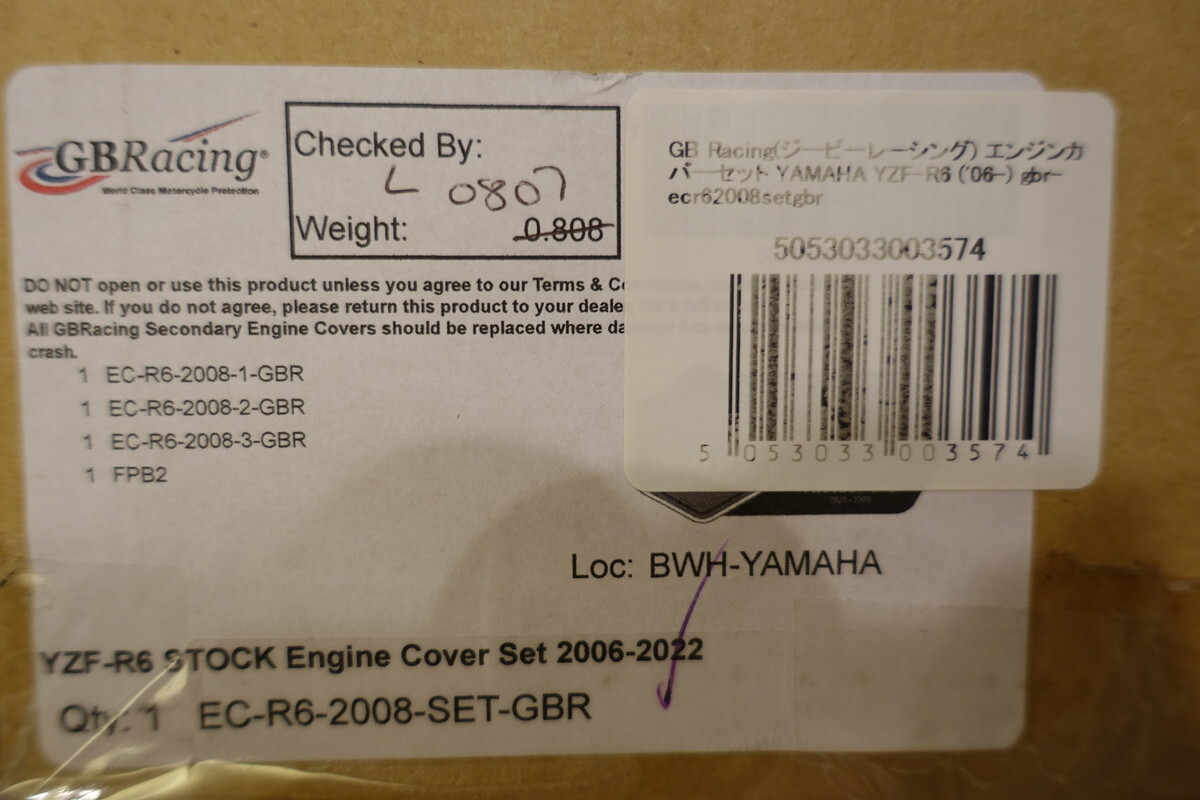 GBRacing®
World Class Motorcycle Protection
Checked By:
L 0807
Weight: 0.808
DO NOT open or use this product unless you agree to our Terms &
web site. If you do not agree, please return this product to your
All GBRacing Secondary Engine Covers should be replaced where
crash.
1 EC-R6-2008-1-GBR
1 EC-R6-2008-2-GBR
1 EC-R6-2008-3-GBR
1 FPB2
GB Racing(ジービーレーシング) エンジンカ
バーセット YAMAHA YZF-R6 ('06-) gbr-
ecr62008setgbr
5053033003574
5 053033 003574
Loc: BWH-YAMAHA
YZF-R6 STOCK Engine Cover Set 2006-2022
Qty: 1 EC-R6-2008-SET-GBR